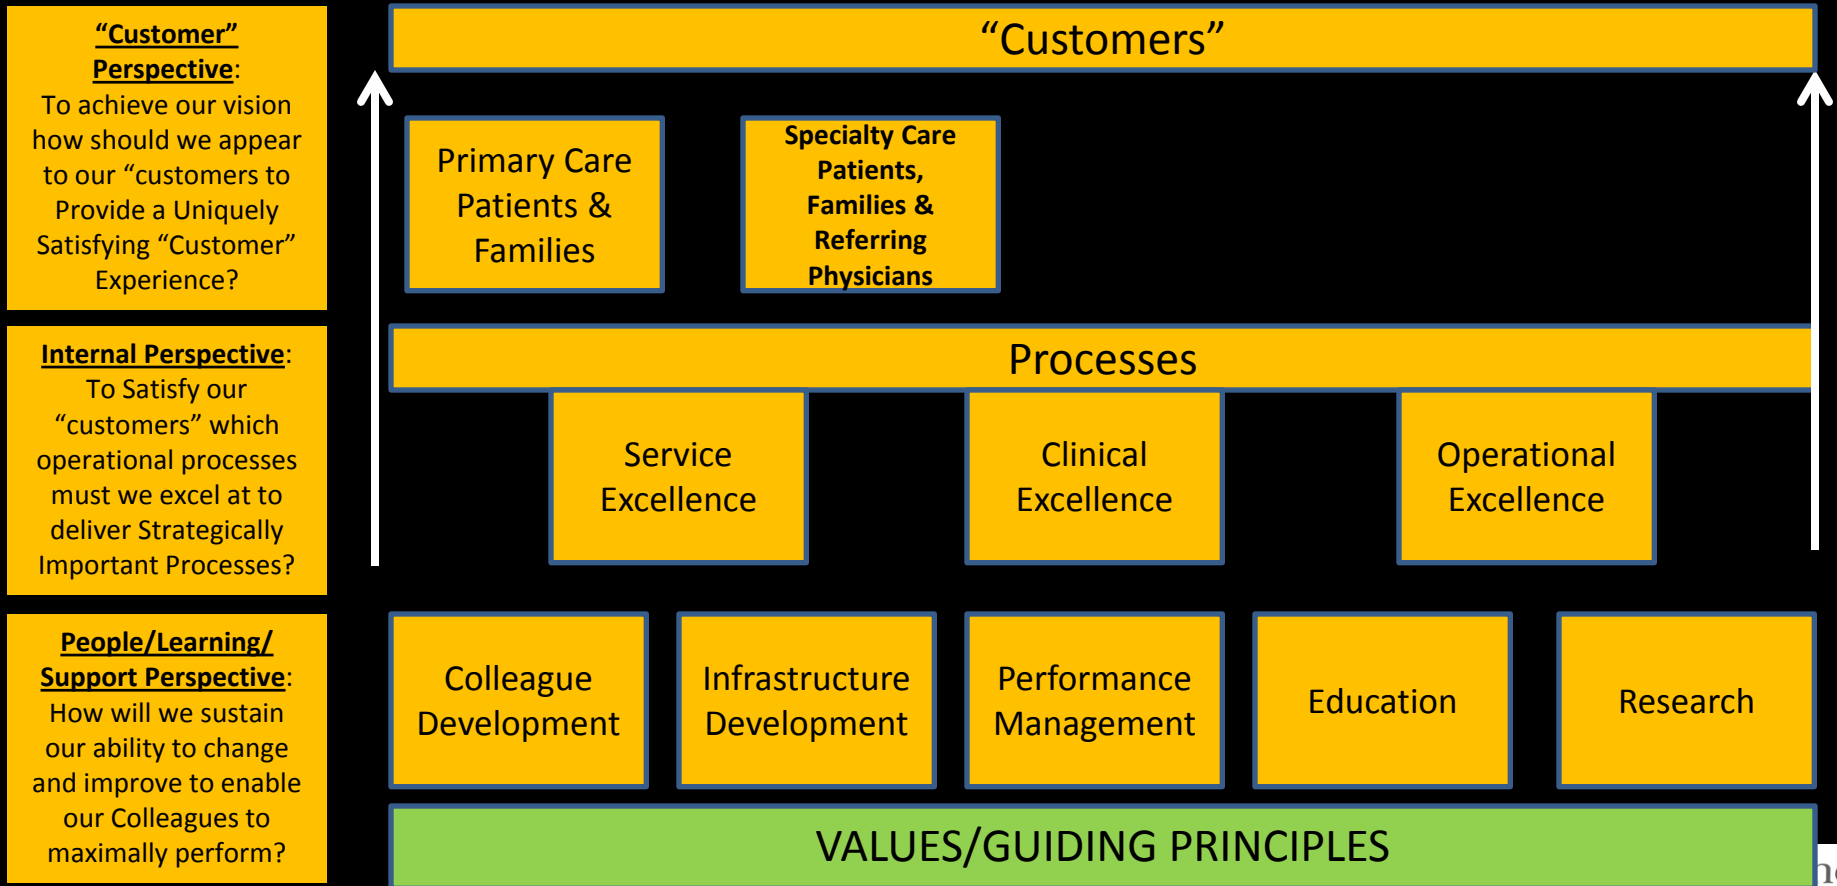 “Customer”
Perspective:
To achieve our vision
how should we appear
to our “customers to
Provide a Uniquely
Satisfying “Customer”
Experience?
“Customers”
Primary Care
Patients &
Families
Specialty Care
Patients,
Families &
Referring
Physicians
Internal Perspective:
To Satisfy our
“customers” which
operational processes
must we excel at to
deliver Strategically
Important Processes?
Processes
Service
Excellence
Clinical
Excellence
Operational
Excellence
People/Learning/
Support Perspective:
How will we sustain
our ability to change
and improve to enable
our Colleagues to
maximally perform?
Colleague
Development
Infrastructure
Development
Performance
Management
Education
Research
VALUES/GUIDING PRINCIPLES